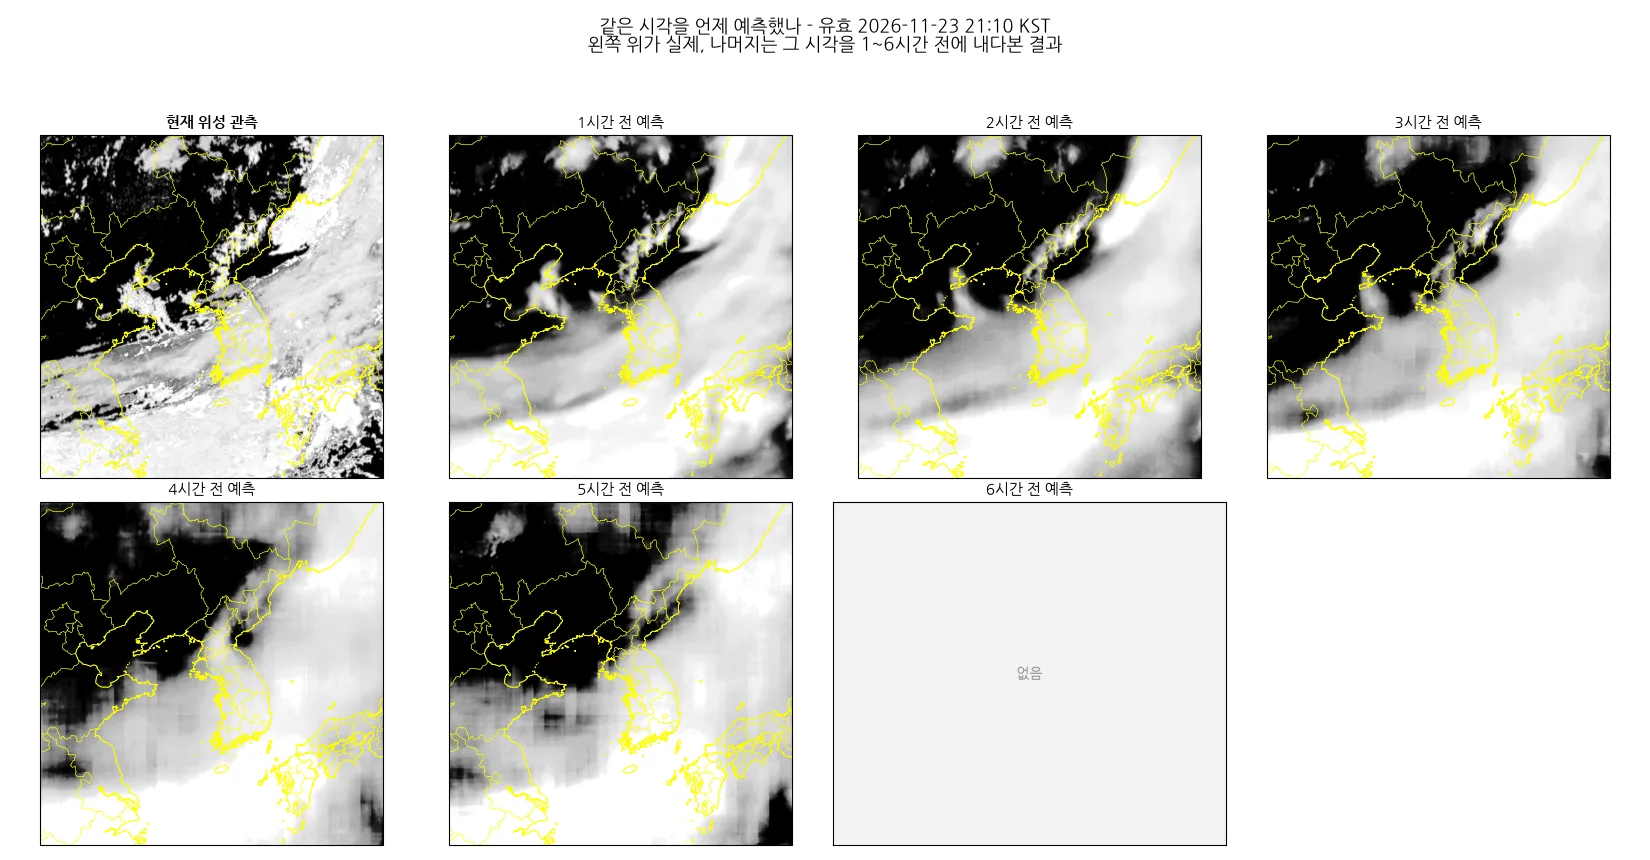 같은 시각을 언제 예측했나 - 유효 2026-11-23 21:10 KST
왼쪽 위가 실제, 나머지는 그 시각을 1~6시간 전에 내다본 결과
현재 위성 관측
1시간 전 예측
2시간 전 예측
3시간 전 예측
4시간 전 예측
5시간 전 예측
6시간 전 예측
없음